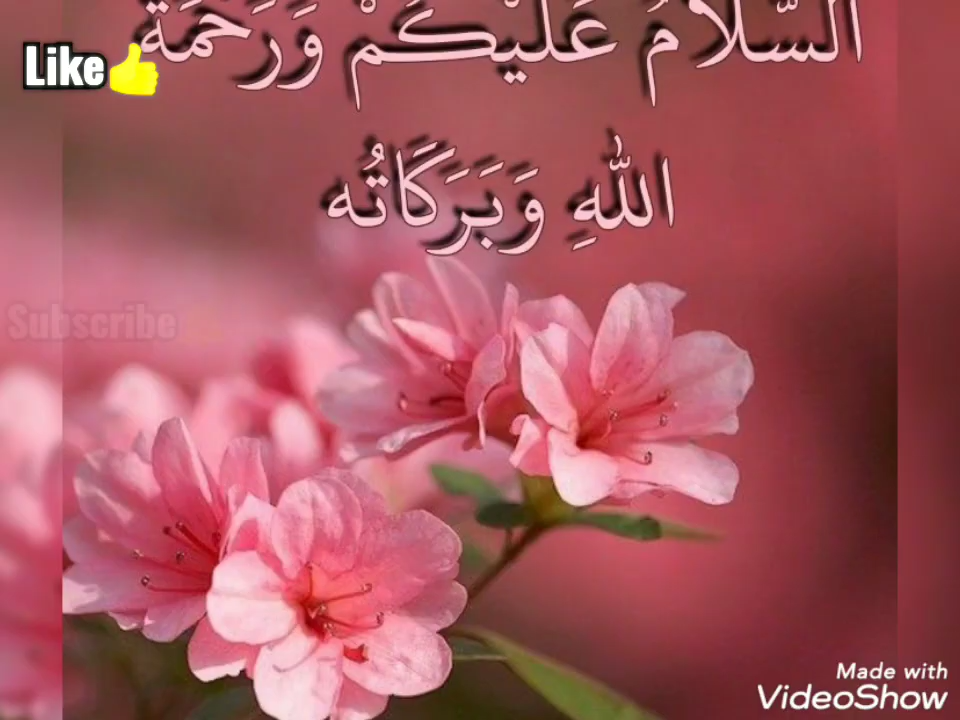 السَّلَامُ عَلَيْكُمْ وَرَحْمَةُ
Like
اللهِ وَبَرَكَاتُه
Subscribe
Made with
VideoShow